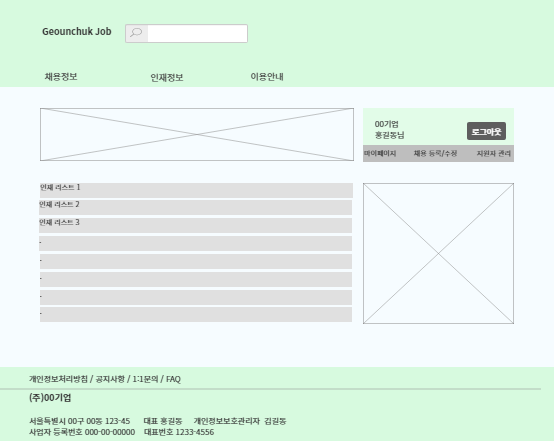 Geounchuk Job
채용정보 인재정보 이용안내
00기업
홍길동님
로그아웃
마이페이지 채용 등록/수정 지원자 관리
인재 리스트 1
인재 리스트 2
인재 리스트 3
.
.
.
.
.
개인정보처리방침 / 공지사항 / 1:1문의 / FAQ
(주)00기업
서울특별시 00구 00동 123-45 대표 홍길동 개인정보보호관리자 김길동
사업자 등록번호 000-00-00000 대표번호 1233-4556